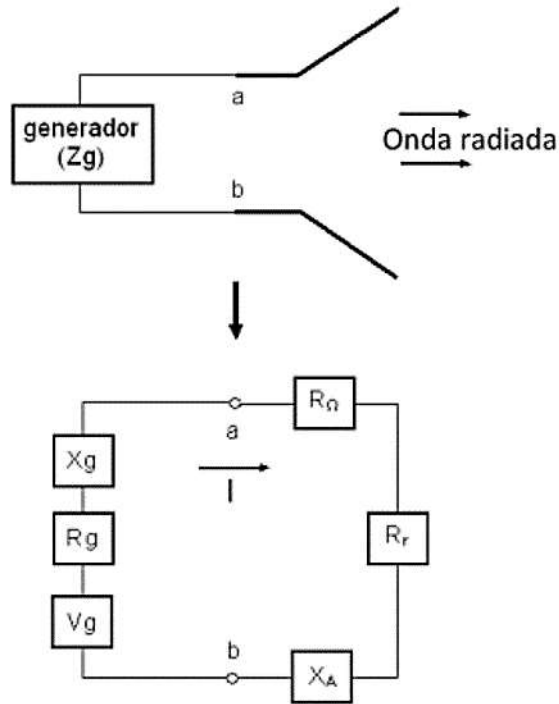 a
generador
(Zg)
Onda radiada
b
a
RΩ
Xg
I
Rg
Rr
Vg
b
XA